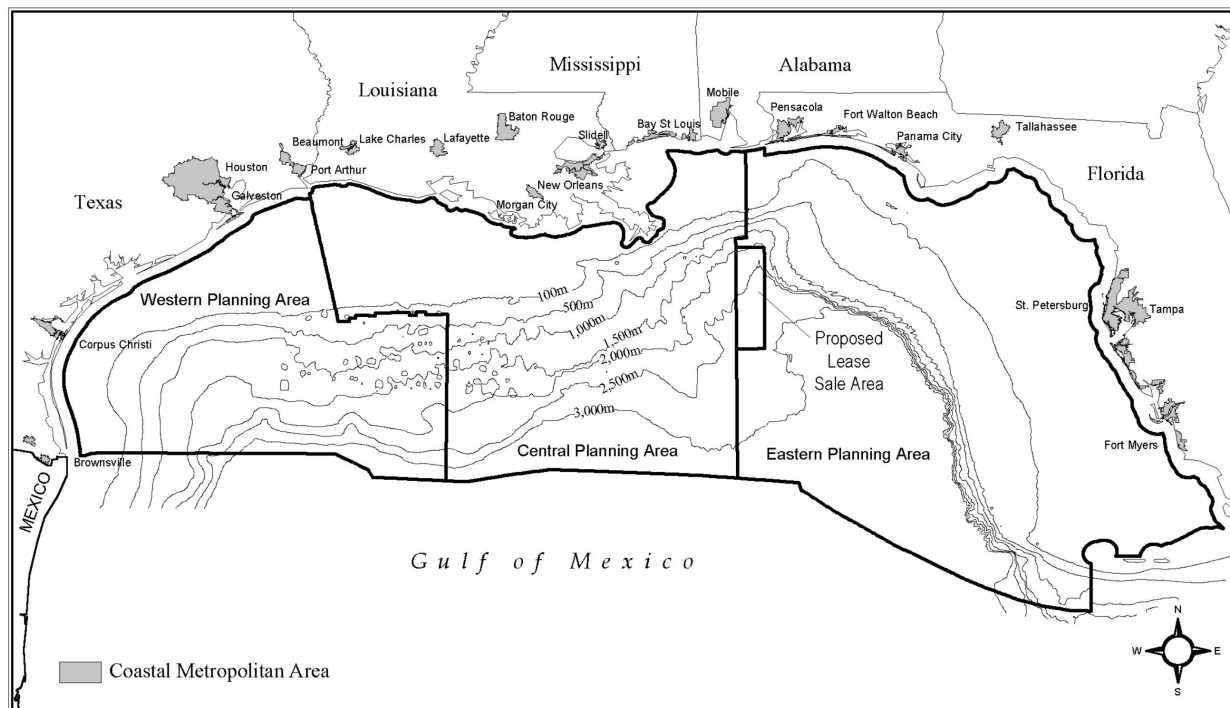 Mississippi
Alabama
Louisiana
Mobile
Pensacola
Fort Walton Beach
Baton Rouge
Slidell
Bay St Louis
Tallahassee
Beaumont
Lake Charles
Lafayette
Panama City
Houston
Port Arthur
Florida
New Orleans
Galveston
Texas
Morgan City
Western Planning Area
100m
500m
St. Petersburg
Tampa
1,000m
1,500m
Proposed
Lease
Sale Area
Corpus Christi
2,000m
2,500m
3,000m
Central Planning Area
Eastern Planning Area
Fort Myers
Brownsville
MEXICO
Gulf of Mexico
N
W
E
S
Coastal Metropolitan Area